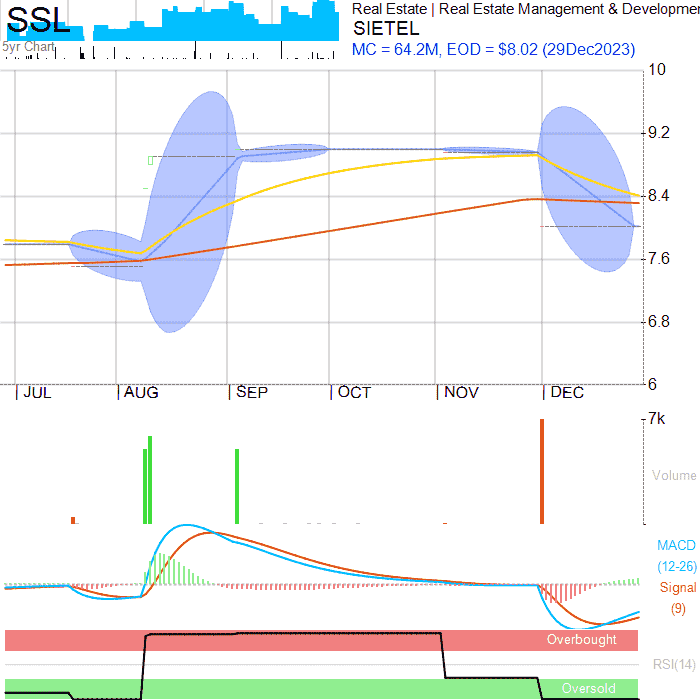 SSL
5yr Chart
Real Estate | Real Estate Management & Developmen
SIETEL
MC = 64.2M, EOD = $8.02 (29Dec2023)
10
9.2
8.4
7.6
6.8
6
| JUL | AUG | SEP | OCT | NOV | DEC
7k
Volume
MACD
(12-26)
Signal
(9)
Overbought
RSI(14)
Oversold